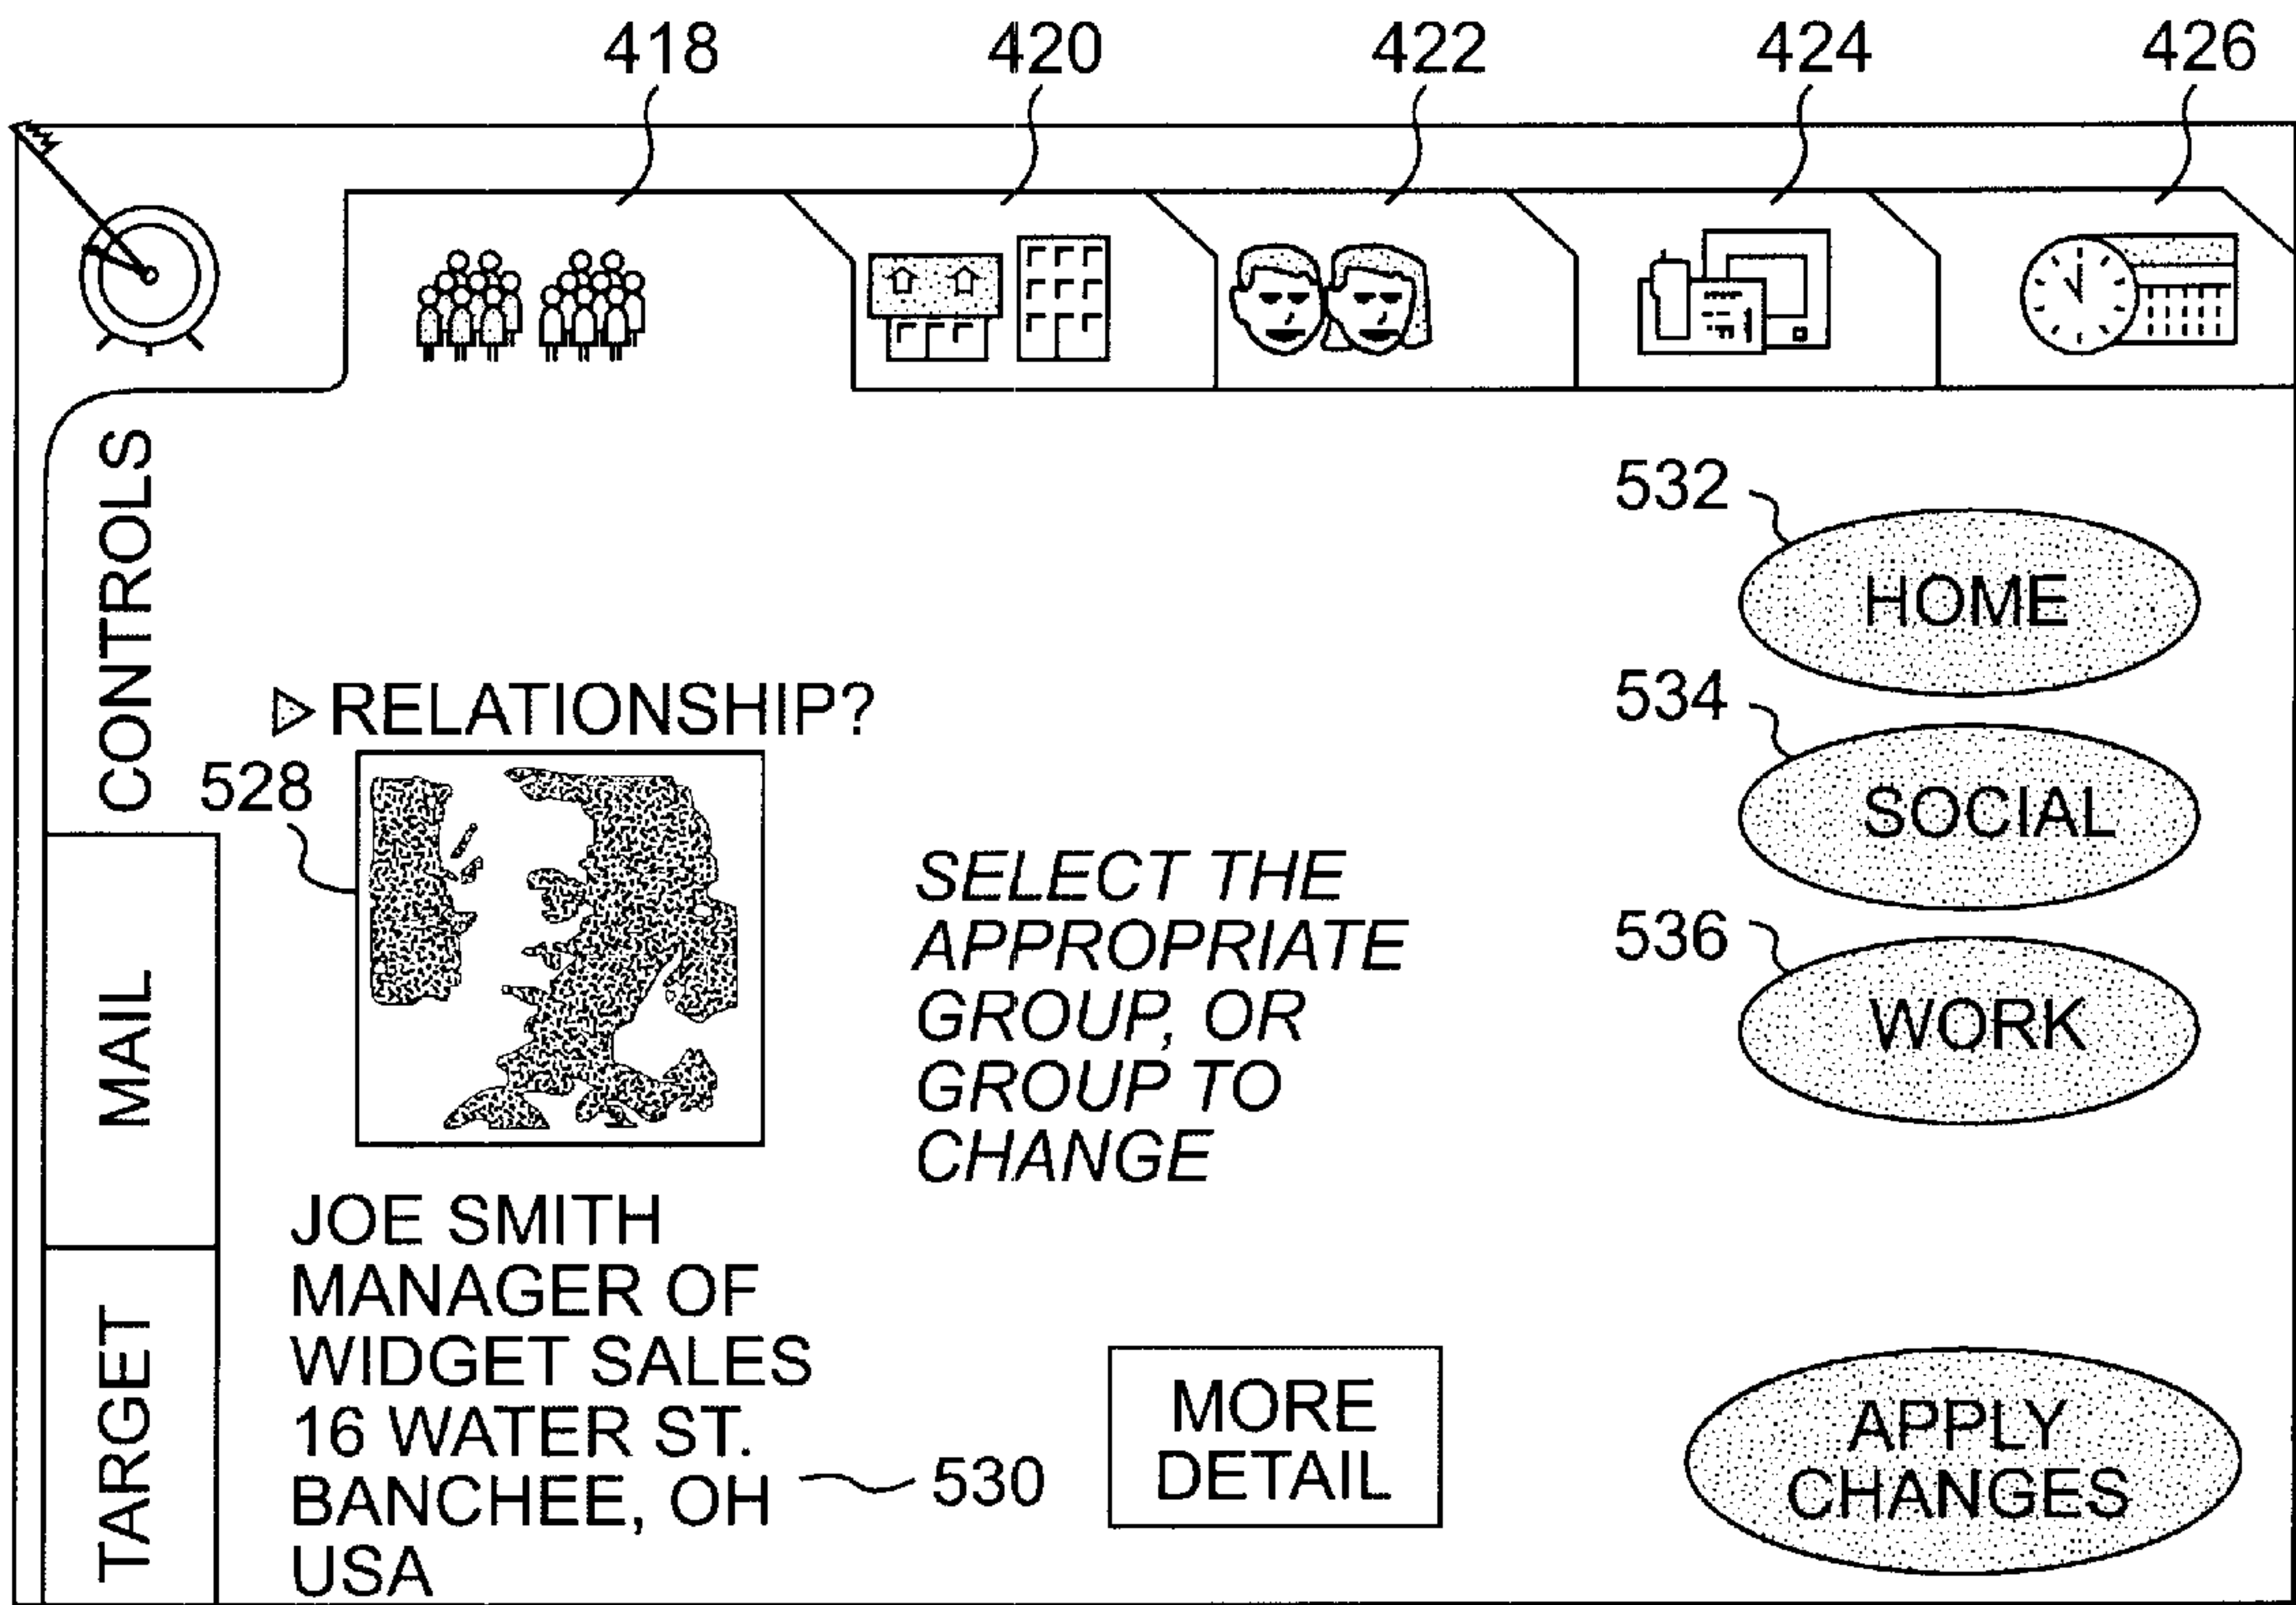 418
420
422
424
426
CONTROLS
MAIL
TARGET
RELATIONSHIP?
528
JOE SMITH
MANAGER OF
WIDGET SALES
16 WATER ST.
BANCHEE, OH
USA
530
SELECT THE
APPROPRIATE
GROUP, OR
GROUP TO
CHANGE
MORE
DETAIL
532
HOME
534
SOCIAL
536
WORK
APPLY
CHANGES